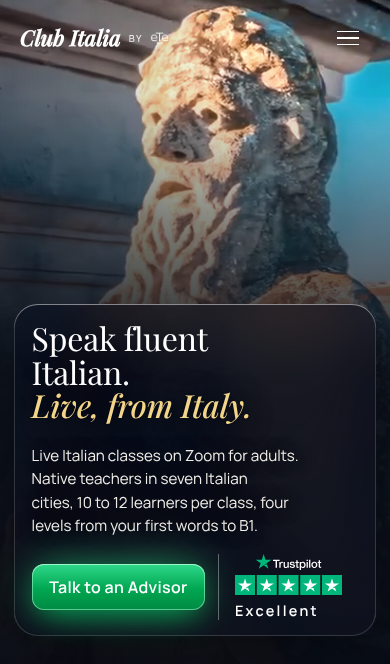 Club Italia BY ete
Speak fluent
Italian.
Live, from Italy.
Live Italian classes on Zoom for adults.
Native teachers in seven Italian
cities, 10 to 12 learners per class, four
levels from your first words to B1.
Talk to an Advisor
Trustpilot
Excellent